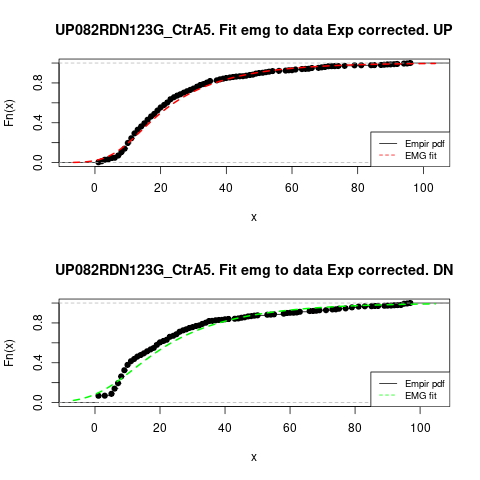 UP082RDN123G_CtrA5. Fit emg to data Exp corrected. UP
Fn(x)
0.0 0.4 0.8
Empir pdf
EMG fit
0 20 40 60 80 100
x
UP082RDN123G_CtrA5. Fit emg to data Exp corrected. DN
Fn(x)
0.0 0.4 0.8
Empir pdf
EMG fit
0 20 40 60 80 100
x